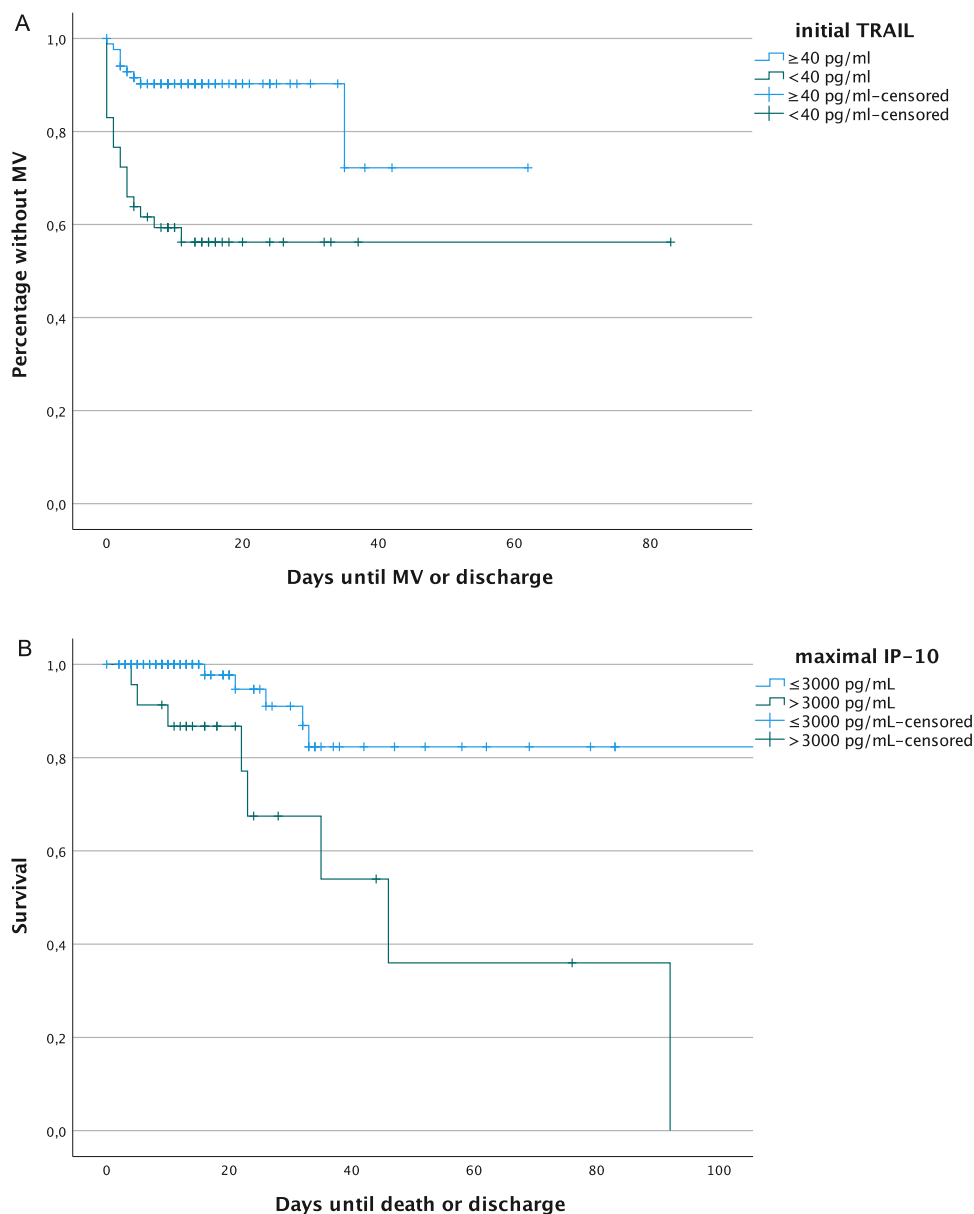 A
initial TRAIL
≥40 pg/ml
<40 pg/ml
≥40 pg/ml-censored
<40 pg/ml-censored
Percentage without MV
1,0
0,8
0,6
0,4
0,2
0,0
0 20 40 60 80
Days until MV or discharge
B
maximal IP-10
≤3000 pg/mL
>3000 pg/mL
≤3000 pg/mL-censored
>3000 pg/mL-censored
Survival
1,0
0,8
0,6
0,4
0,2
0,0
0 20 40 60 80 100
Days until death or discharge